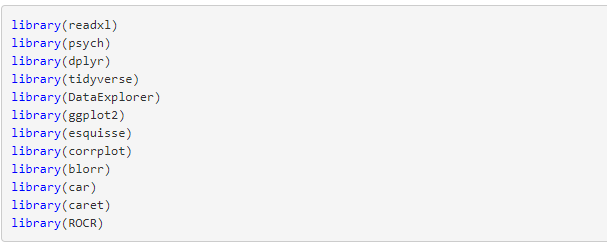 library(readxl)
library(psych)
library(dplyr)
library(tidyverse)
library(DataExplorer)
library(ggplot2)
library(esquisse)
library(corrplot)
library(blorr)
library(car)
library(caret)
library(ROCR)